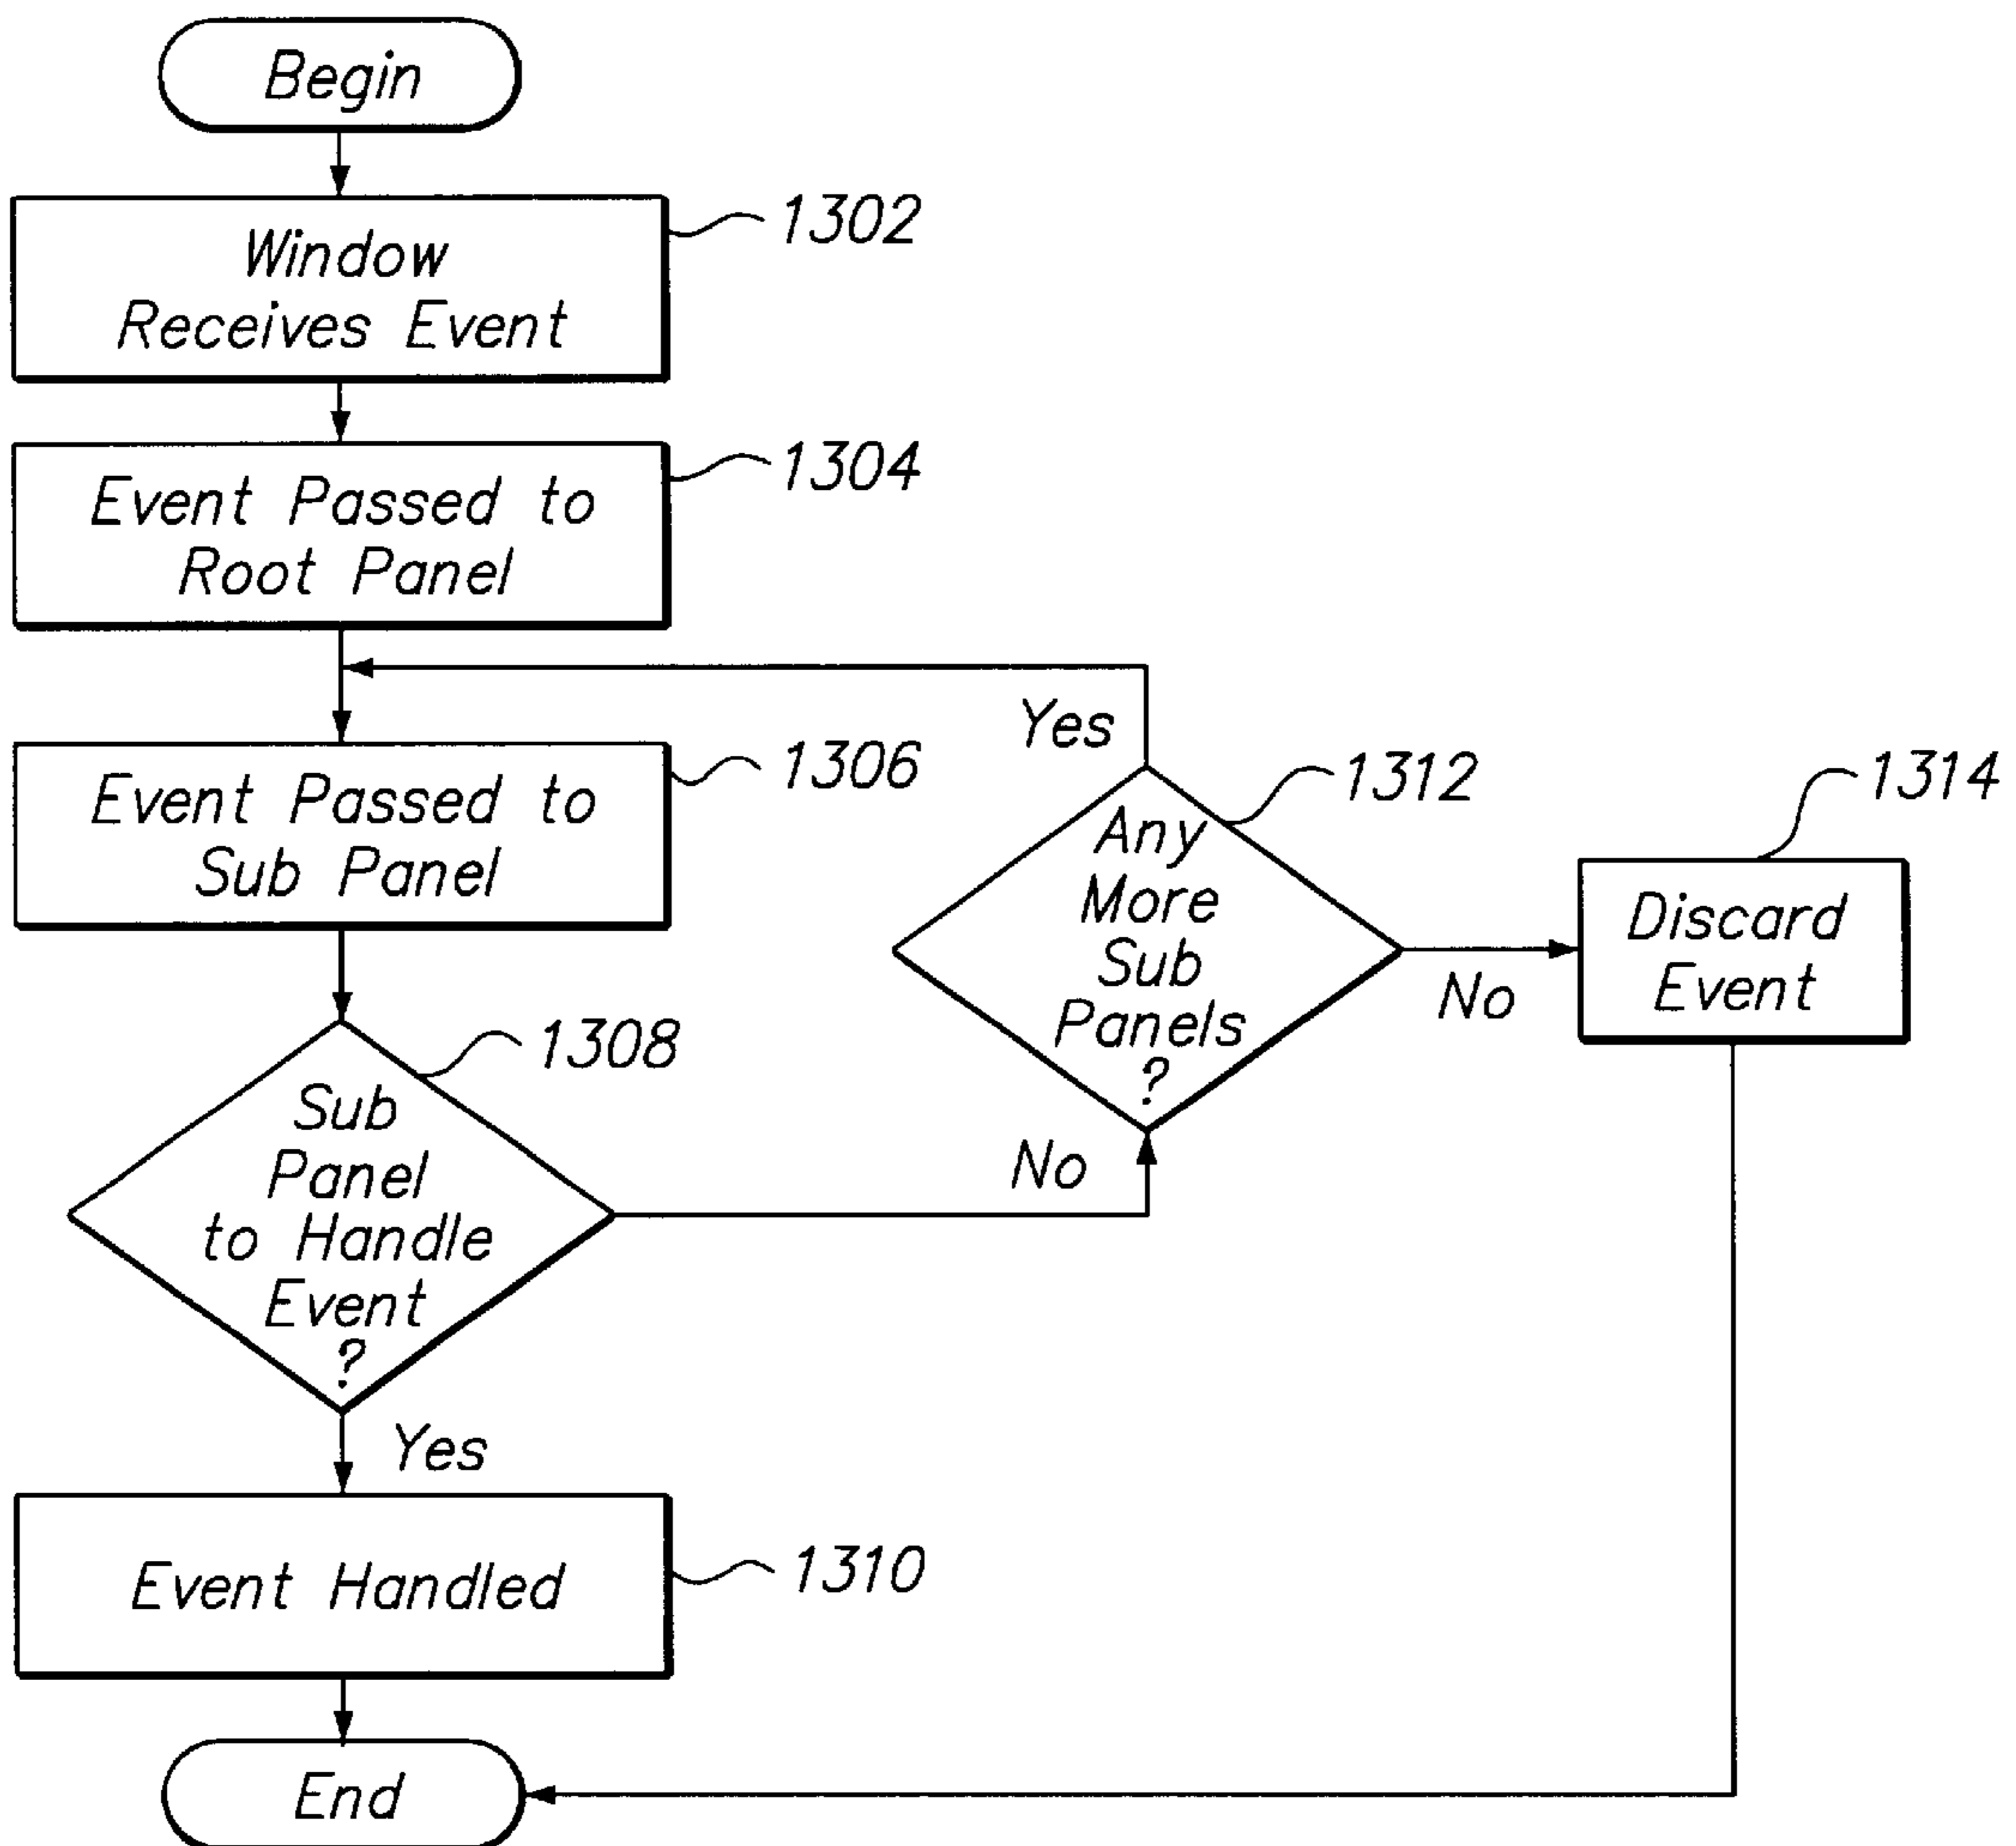 Begin
1302
Window
Receives Event
1304
Event Passed to
Root Panel
Yes
1306
Event Passed to
Sub Panel
1312
Any
More
Sub
Panels
?
1314
Discard
Event
No
1308
Sub
Panel
to Handle
Event
?
No
Yes
Event Handled
1310
End